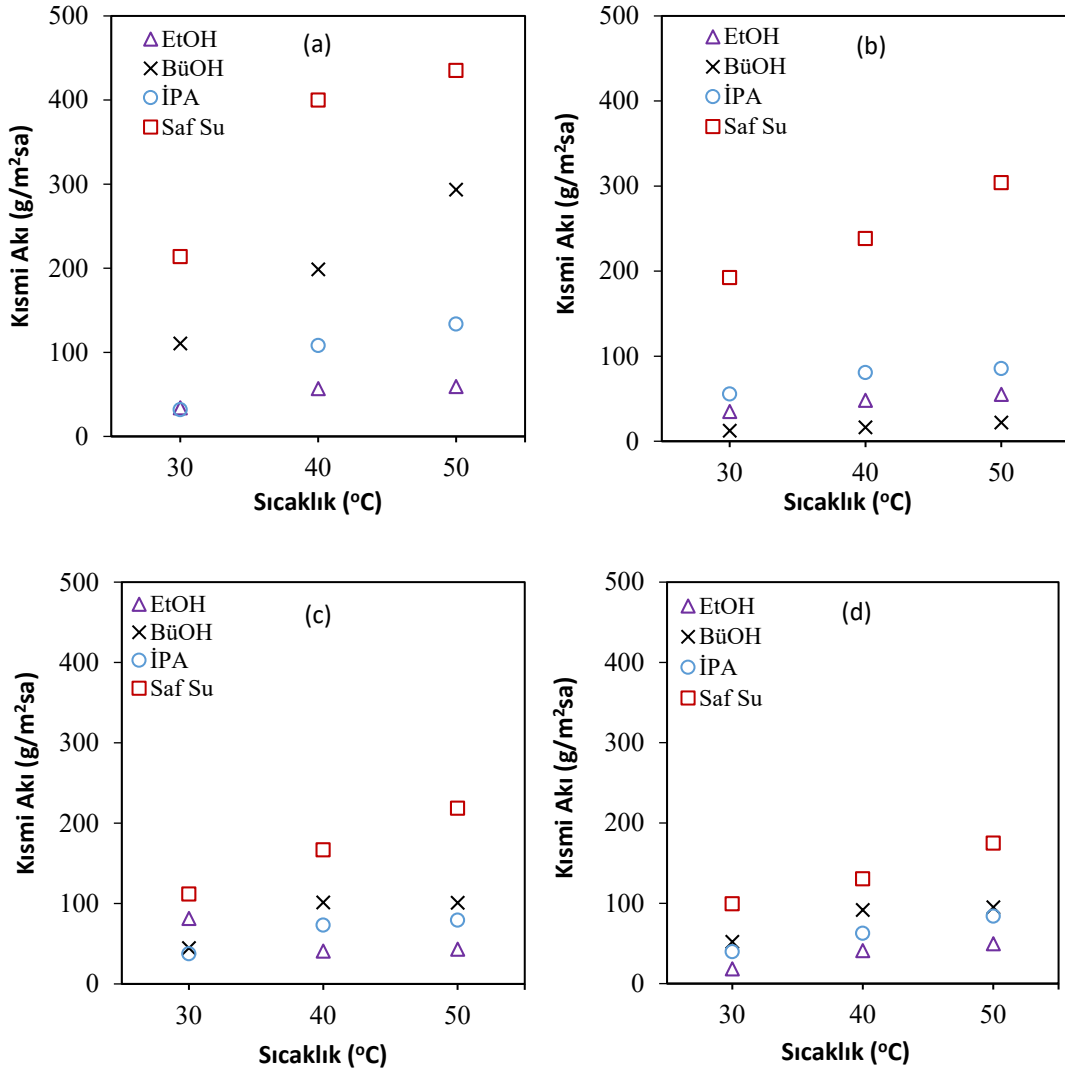 (a)
EtOH
BüOH
İPA
Saf Su
500
400
300
200
100
0
Kısmi Akı (g/m²sa)
30 40 50
Sıcaklık (°C)
(b)
EtOH
BüOH
İPA
Saf Su
500
400
300
200
100
0
Kısmi Akı (g/m²sa)
30 40 50
Sıcaklık (°C)
(c)
EtOH
BüOH
İPA
Saf Su
500
400
300
200
100
0
Kısmi Akı (g/m²sa)
30 40 50
Sıcaklık (°C)
(d)
EtOH
BüOH
İPA
Saf Su
500
400
300
200
100
0
Kısmi Akı (g/m²sa)
30 40 50
Sıcaklık (°C)